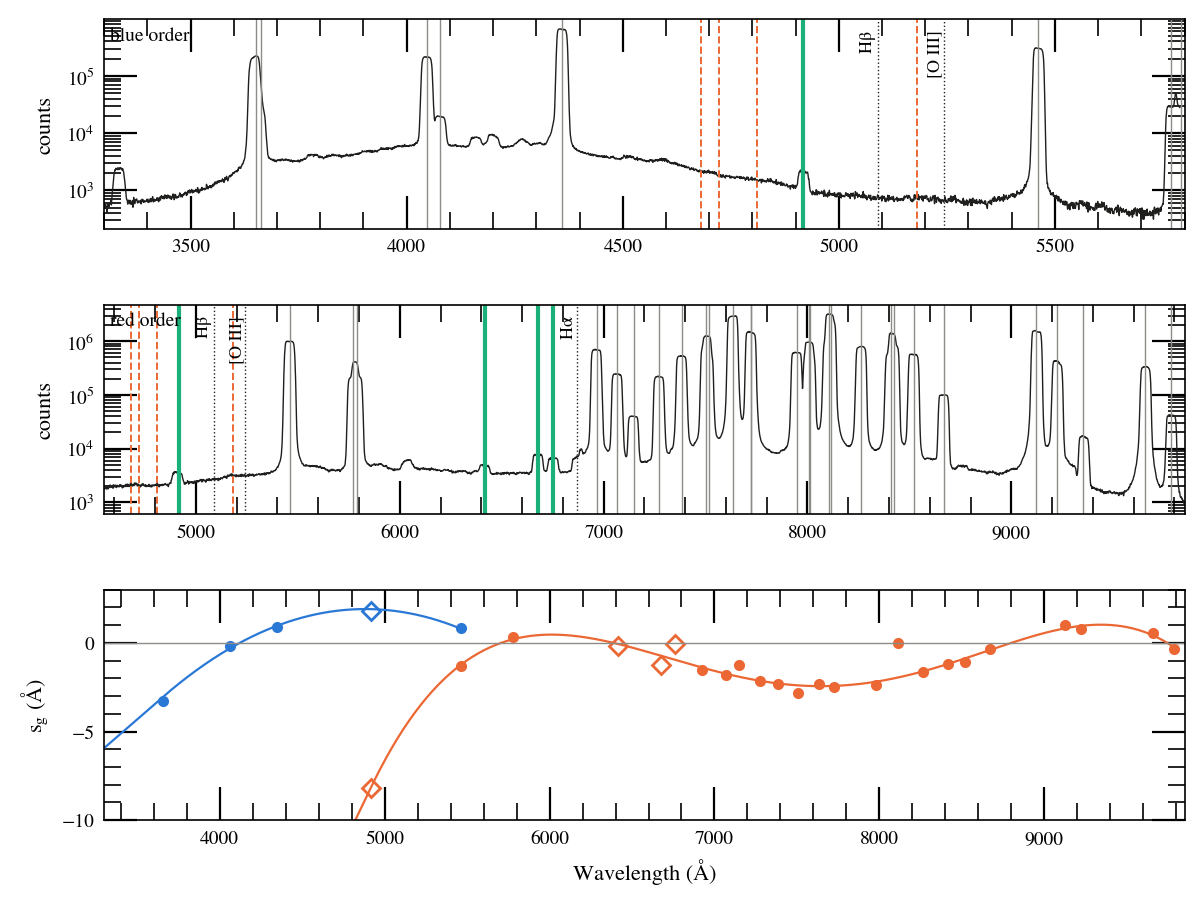 blue order
Hβ
[O III]
counts
10⁵
10⁴
10³
3500 4000 4500 5000 5500
red order
Hβ
[O III]
Hα
counts
10⁶
10⁵
10⁴
10³
5000 6000 7000 8000 9000
s_g (Å)
0
−5
−10
4000 5000 6000 7000 8000 9000
Wavelength (Å)